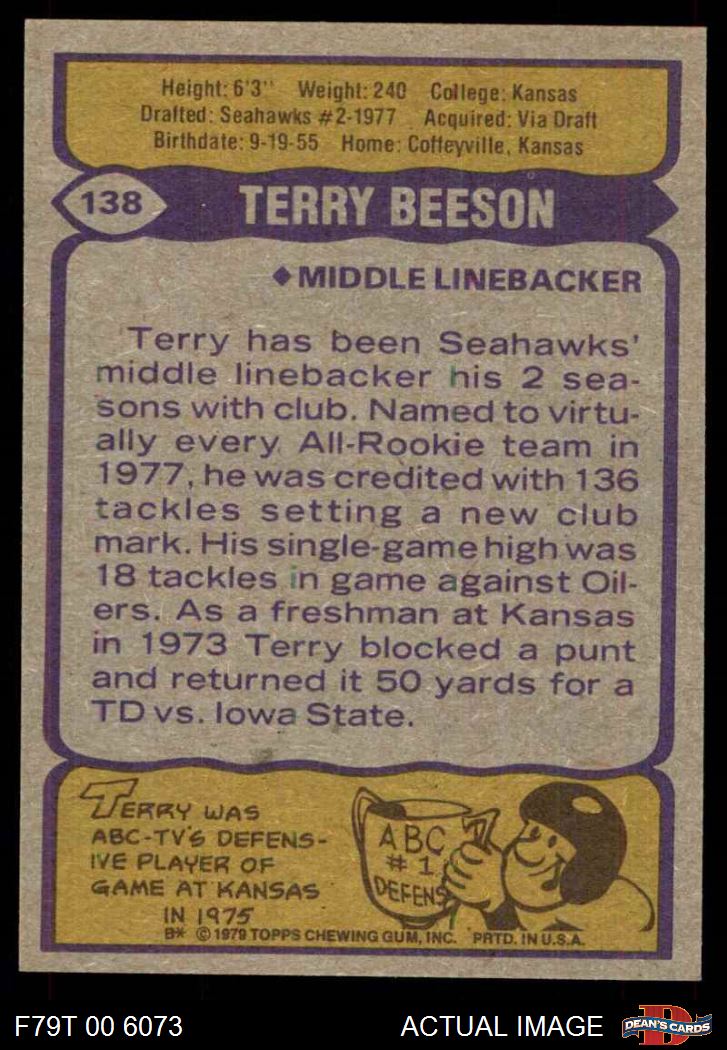 Height: 6'3" Weight: 240 College: Kansas
Drafted: Seahawks #2-1977 Acquired: Via Draft
Birthdate: 9-19-55 Home: Coffeyville, Kansas
138 TERRY BEESON
◆MIDDLE LINEBACKER
Terry has been Seahawks'
middle linebacker his 2 sea-
sons with club. Named to virtu-
ally every All-Rookie team in
1977, he was credited with 136
tackles setting a new club
mark. His single-game high was
18 tackles in game against Oil-
ers. As a freshman at Kansas
in 1973 Terry blocked a punt
and returned it 50 yards for a
TD vs. Iowa State.
TERRY WAS
ABC-TV'S DEFENS-
IVE PLAYER OF
GAME AT KANSAS
IN 1975
ABC
# 1
DEFENS
B* © 1979 TOPPS CHEWING GUM, INC. PRTD. IN U.S.A.
F79T 00 6073 ACTUAL IMAGE D DEAN'S CARDS